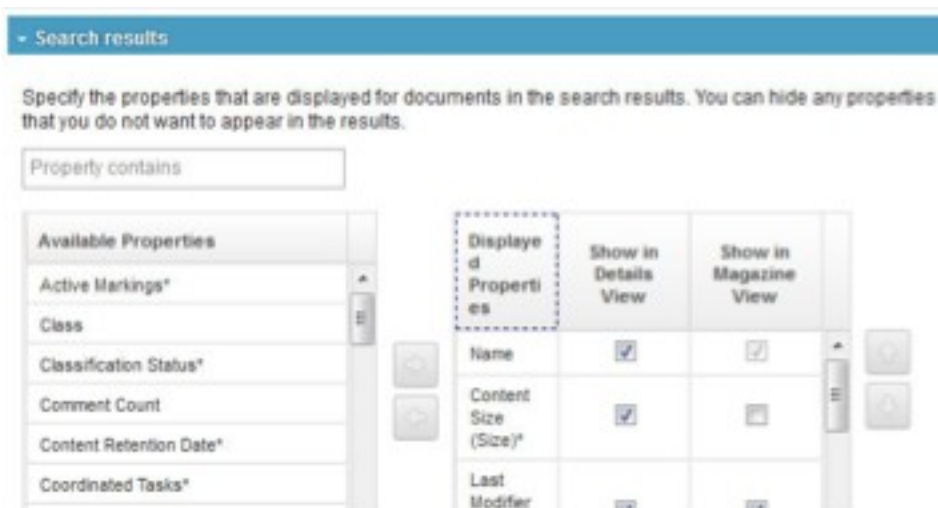 Search results
Specify the properties that are displayed for documents in the search results. You can hide any properties
that you do not want to appear in the results.
Property contains
Available Properties
Active Markings*
Class
Classification Status*
Comment Count
Content Retention Date*
Coordinated Tasks*
Displaye
d
Properti
es
Show in
Details
View
Show in
Magazine
View
Name
Content
Size
(Size)*
Last
Modifier